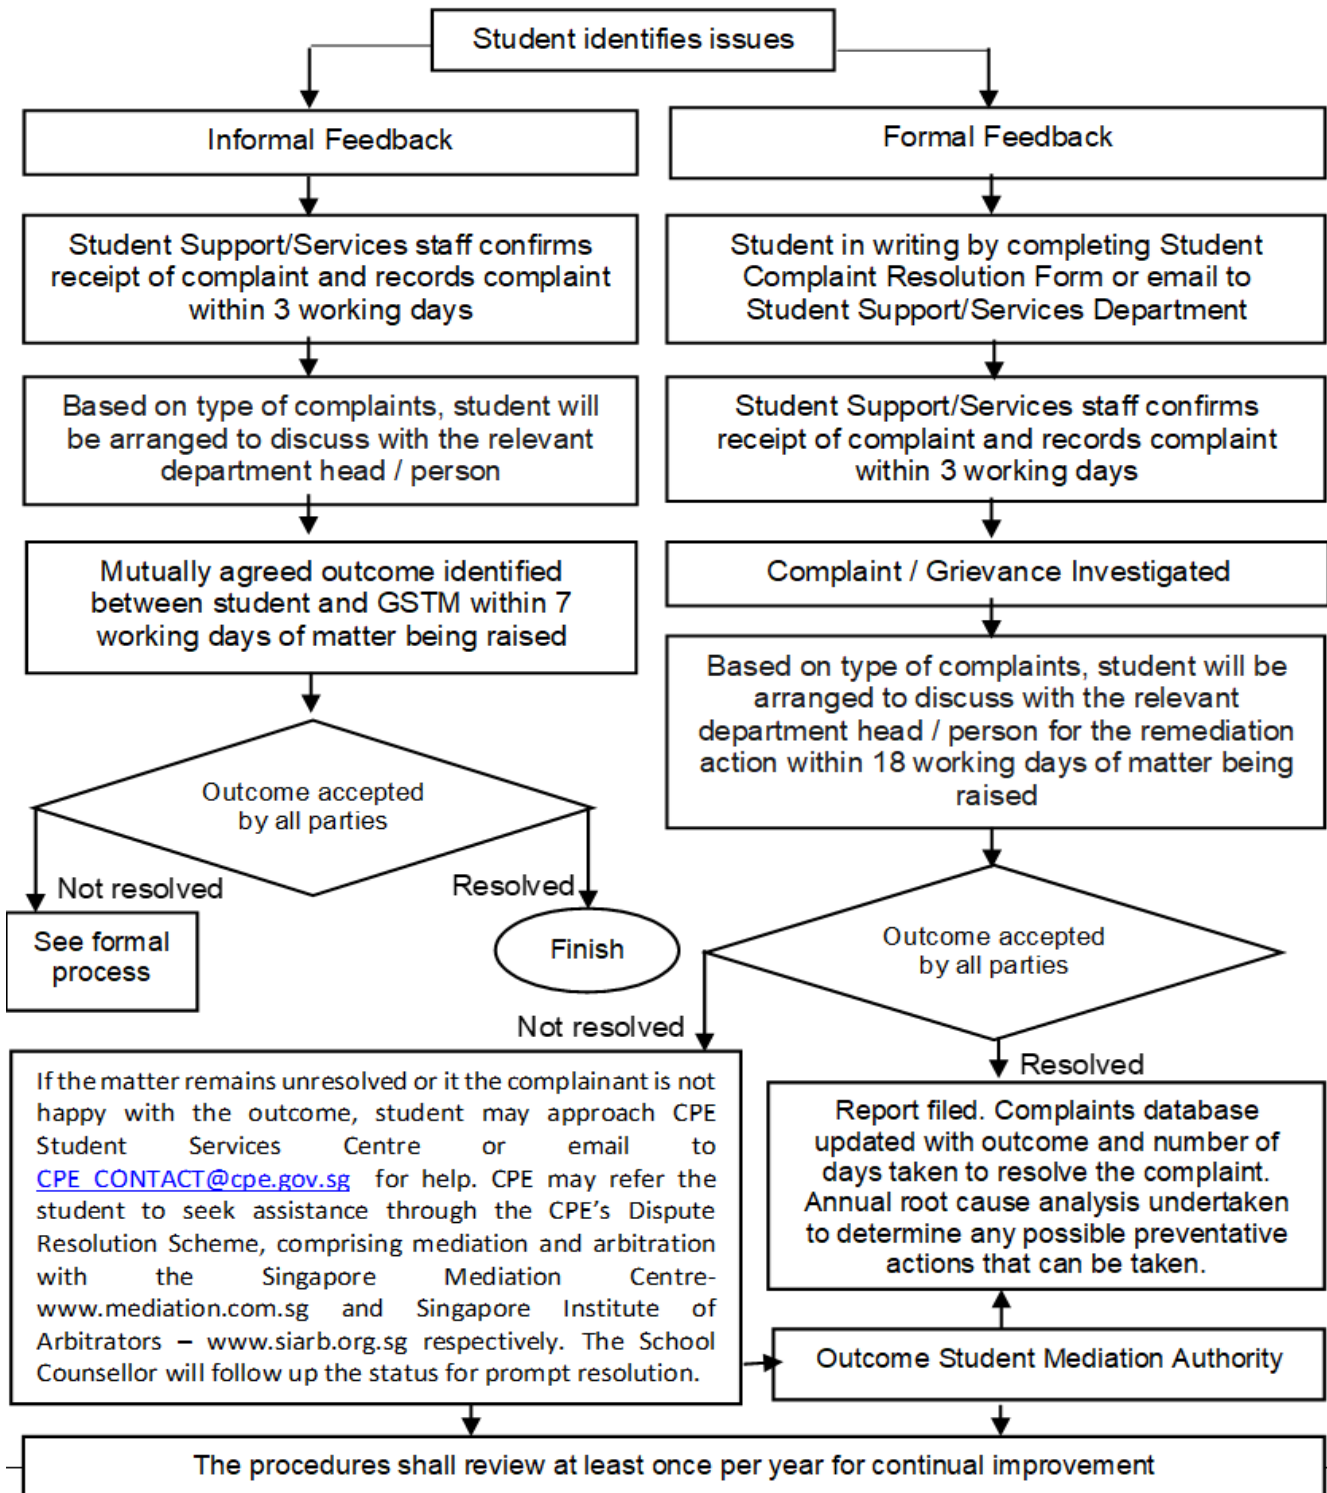 Student identifies issues
Informal Feedback
Student Support/Services staff confirms
receipt of complaint and records complaint
within 3 working days
Based on type of complaints, student will
be arranged to discuss with the relevant
department head / person
Mutually agreed outcome identified
between student and GSTM within 7
working days of matter being raised
Outcome accepted
by all parties
Not resolved
Resolved
See formal
process
Finish
Formal Feedback
Student in writing by completing Student
Complaint Resolution Form or email to
Student Support/Services Department
Student Support/Services staff confirms
receipt of complaint and records complaint
within 3 working days
Complaint / Grievance Investigated
Based on type of complaints, student will be
arranged to discuss with the relevant
department head / person for the remediation
action within 18 working days of matter being
raised
Outcome accepted
by all parties
Not resolved
Resolved
If the matter remains unresolved or it the complainant is not
happy with the outcome, student may approach CPE
Student Services Centre or email to
CPE_CONTACT@cpe.gov.sg for help. CPE may refer the
student to seek assistance through the CPE's Dispute
Resolution Scheme, comprising mediation and arbitration
with the Singapore Mediation Centre-
www.mediation.com.sg and Singapore Institute of
Arbitrators – www.siarb.org.sg respectively. The School
Counsellor will follow up the status for prompt resolution.
Report filed. Complaints database
updated with outcome and number of
days taken to resolve the complaint.
Annual root cause analysis undertaken
to determine any possible preventative
actions that can be taken.
Outcome Student Mediation Authority
The procedures shall review at least once per year for continual improvement